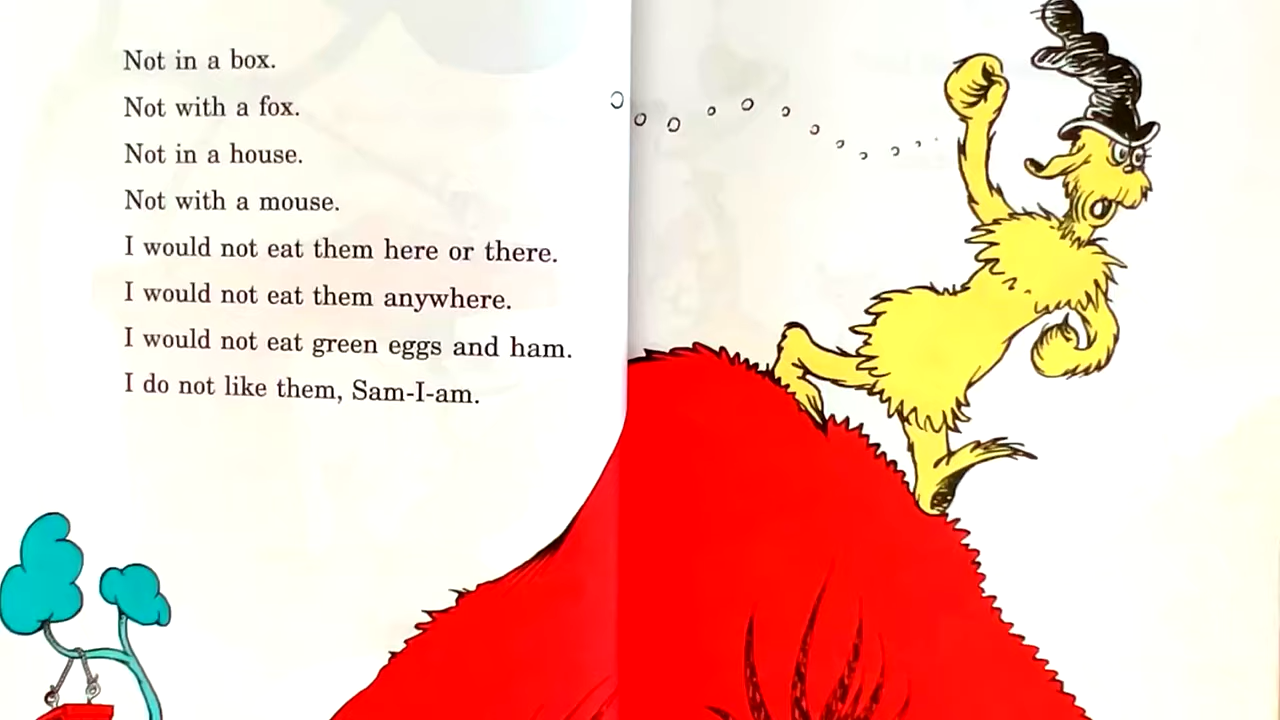 Not in a box.
Not with a fox.
Not in a house.
Not with a mouse.
I would not eat them here or there.
I would not eat them anywhere.
I would not eat green eggs and ham.
I do not like them, Sam-I-am.